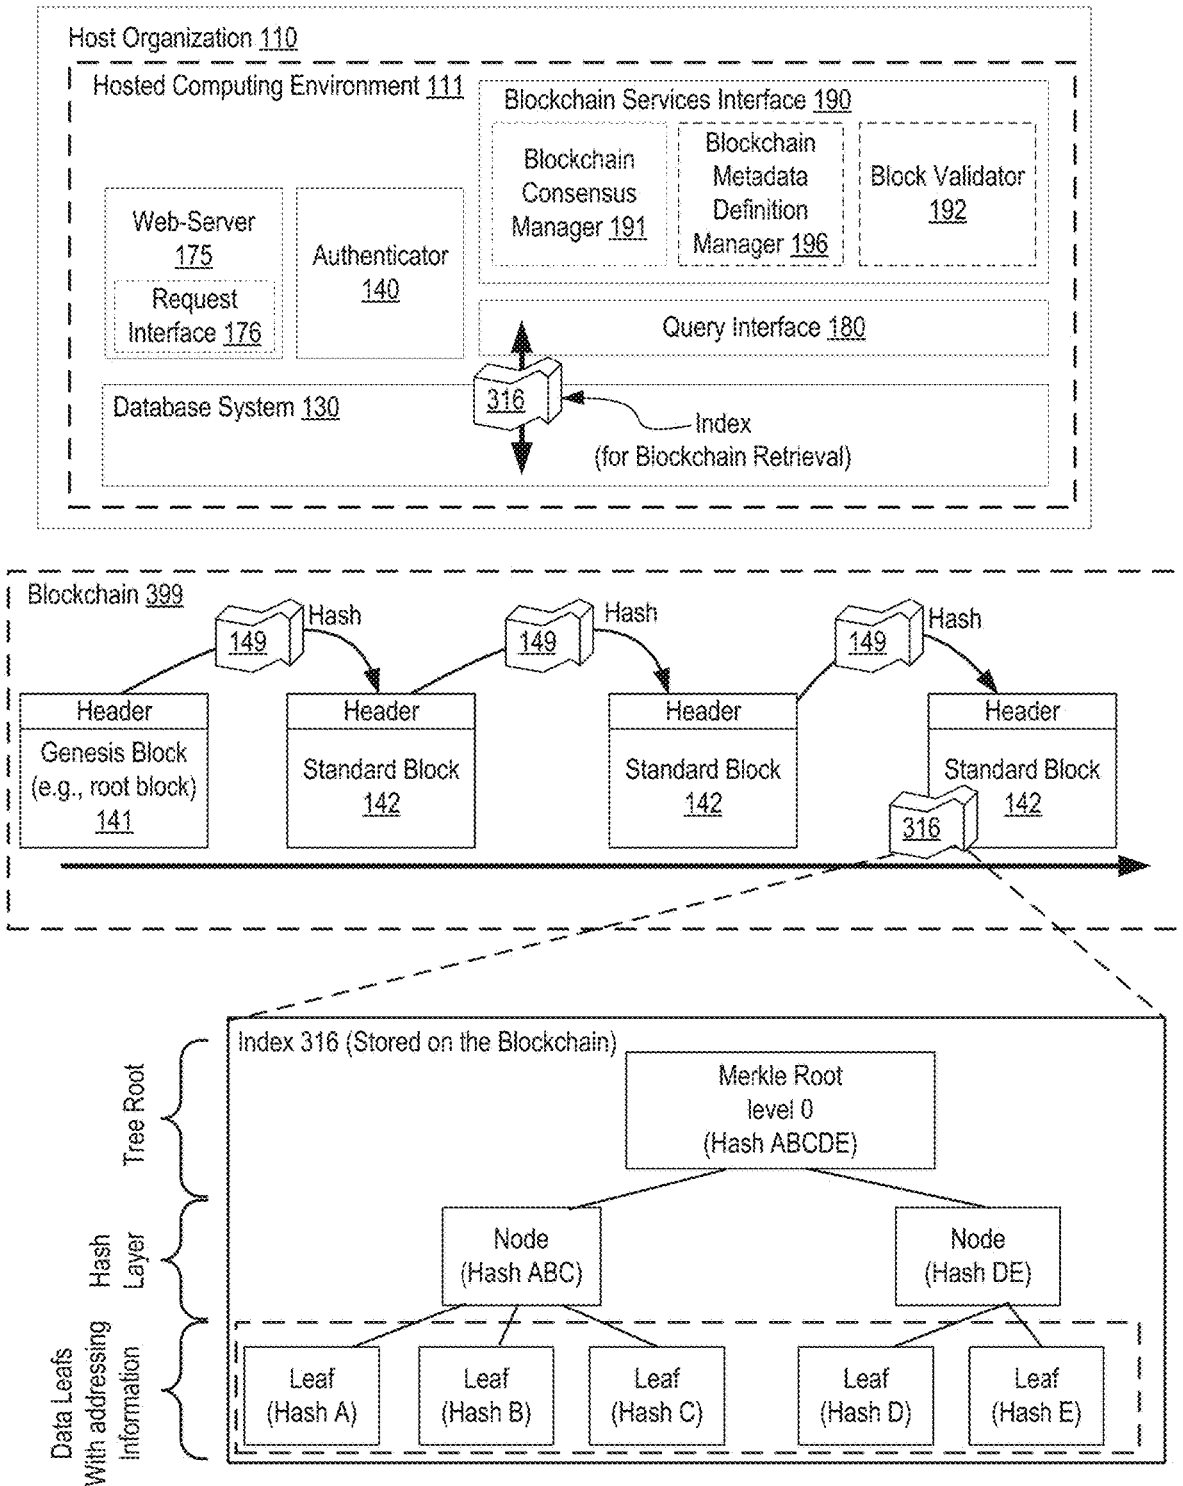 Host Organization 110
Hosted Computing Environment 111
Blockchain Services Interface 190
Blockchain
Consensus
Manager 191
Blockchain
Metadada
Definition
Manager 196
Block Validator
192
Web-Server
175
Request
Interface 176
Authenticator
140
Query Interface 180
Database System 130
316
Index
(for Blockchain Retrieval)
Blockchain 399
149
Hash
149
Hash
149
Hash
Header
Genesis Block
(e.g., root block)
141
Header
Standard Block
142
Header
Standard Block
142
Header
Standard Block
142
316
Index 316 (Stored on the Blockchain)
Tree Root
Merkle Root
level 0
(Hash ABCDE)
Hash
Layer
Node
(Hash ABC)
Node
(Hash DE)
Data Leafs
With addressing
Information
Leaf
(Hash A)
Leaf
(Hash B)
Leaf
(Hash C)
Leaf
(Hash D)
Leaf
(Hash E)